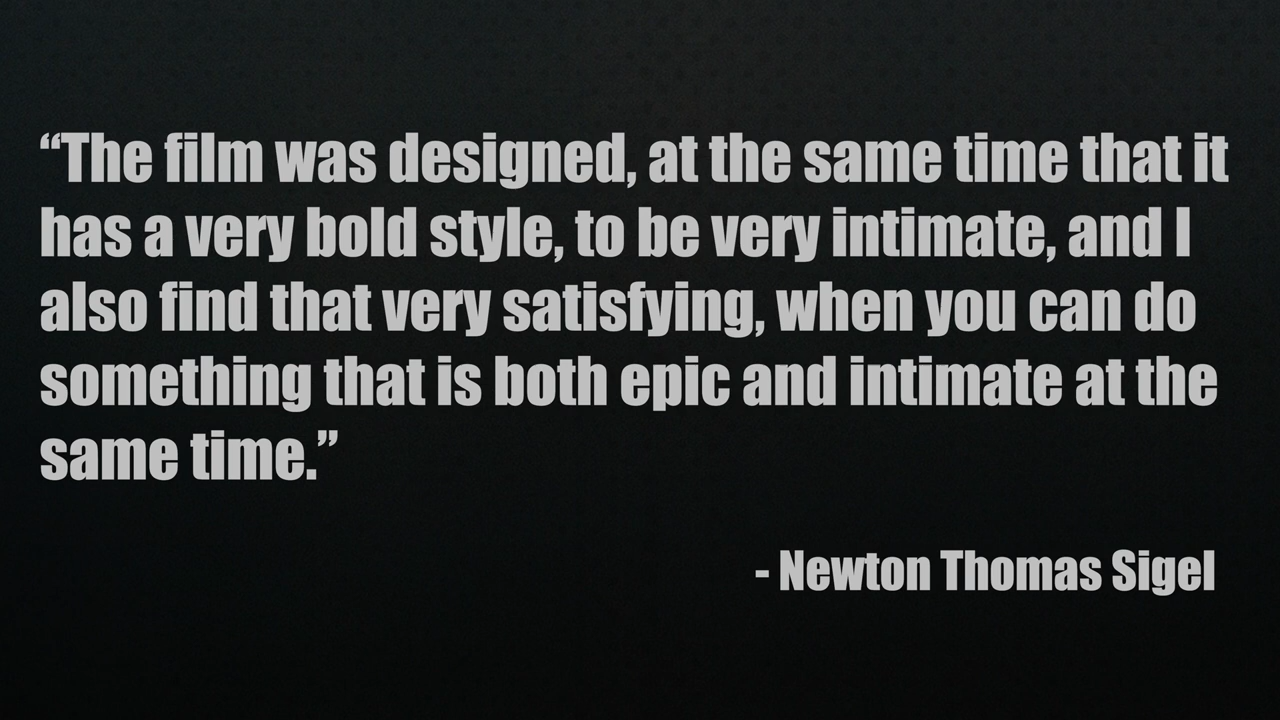 “The film was designed, at the same time that it
has a very bold style, to be very intimate, and I
also find that very satisfying, when you can do
something that is both epic and intimate at the
same time.”
- Newton Thomas Sigel